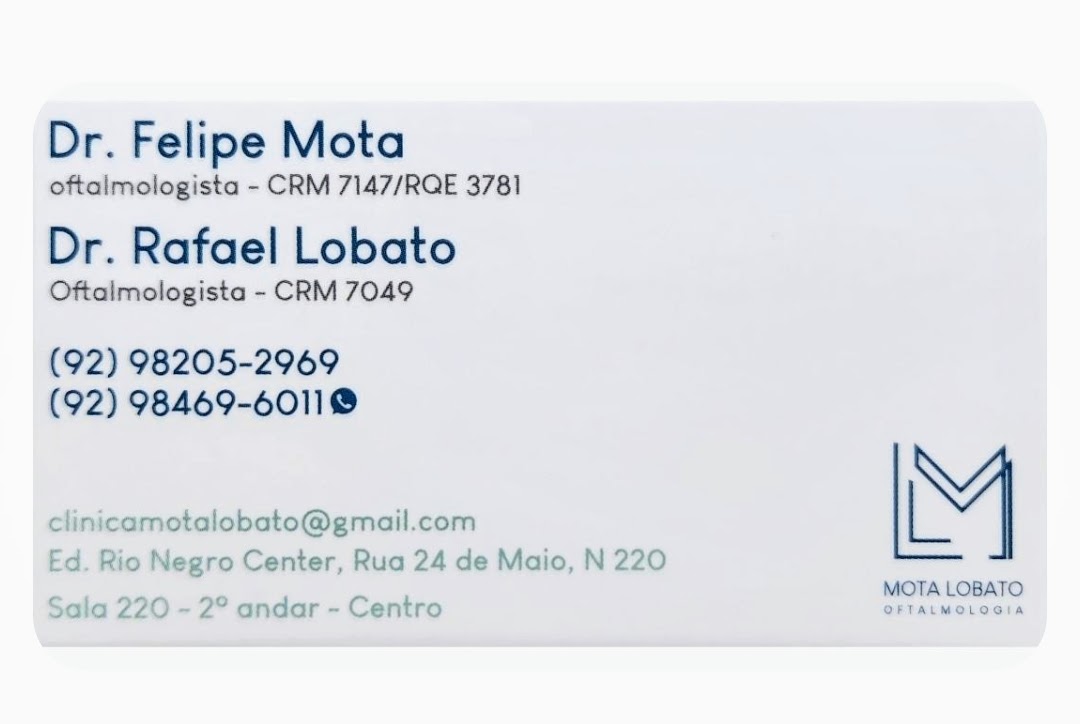 Dr. Felipe Mota
oftalmologista - CRM 7147/RQE 3781
Dr. Rafael Lobato
Oftalmologista - CRM 7049
(92) 98205-2969
(92) 98469-6011
clinicamotalobato@gmail.com
Ed. Rio Negro Center, Rua 24 de Maio, N 220
Sala 220 - 2º andar - Centro
LM
MOTA LOBATO
OFTALMOLOGIA